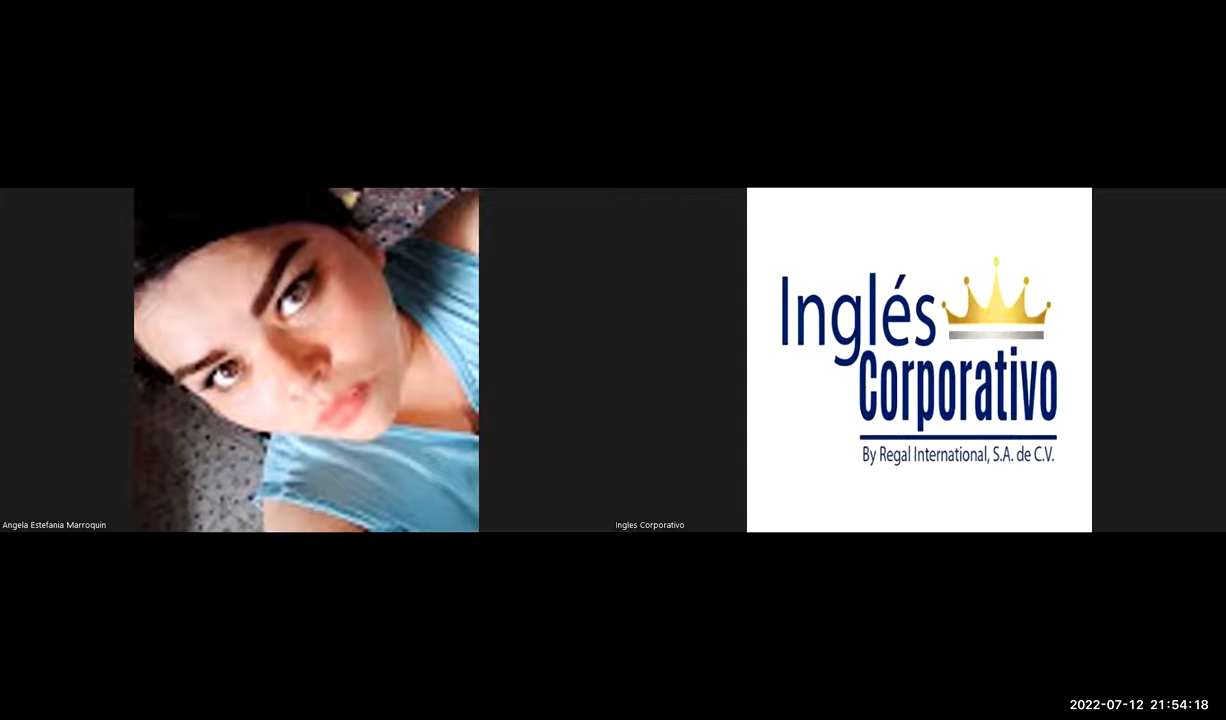 Inglés
Corporativo
By Regal International, S.A. de C.V.
Angela Estefania Marroquin
Ingles Corporativo
2022-07-12 21:54:18